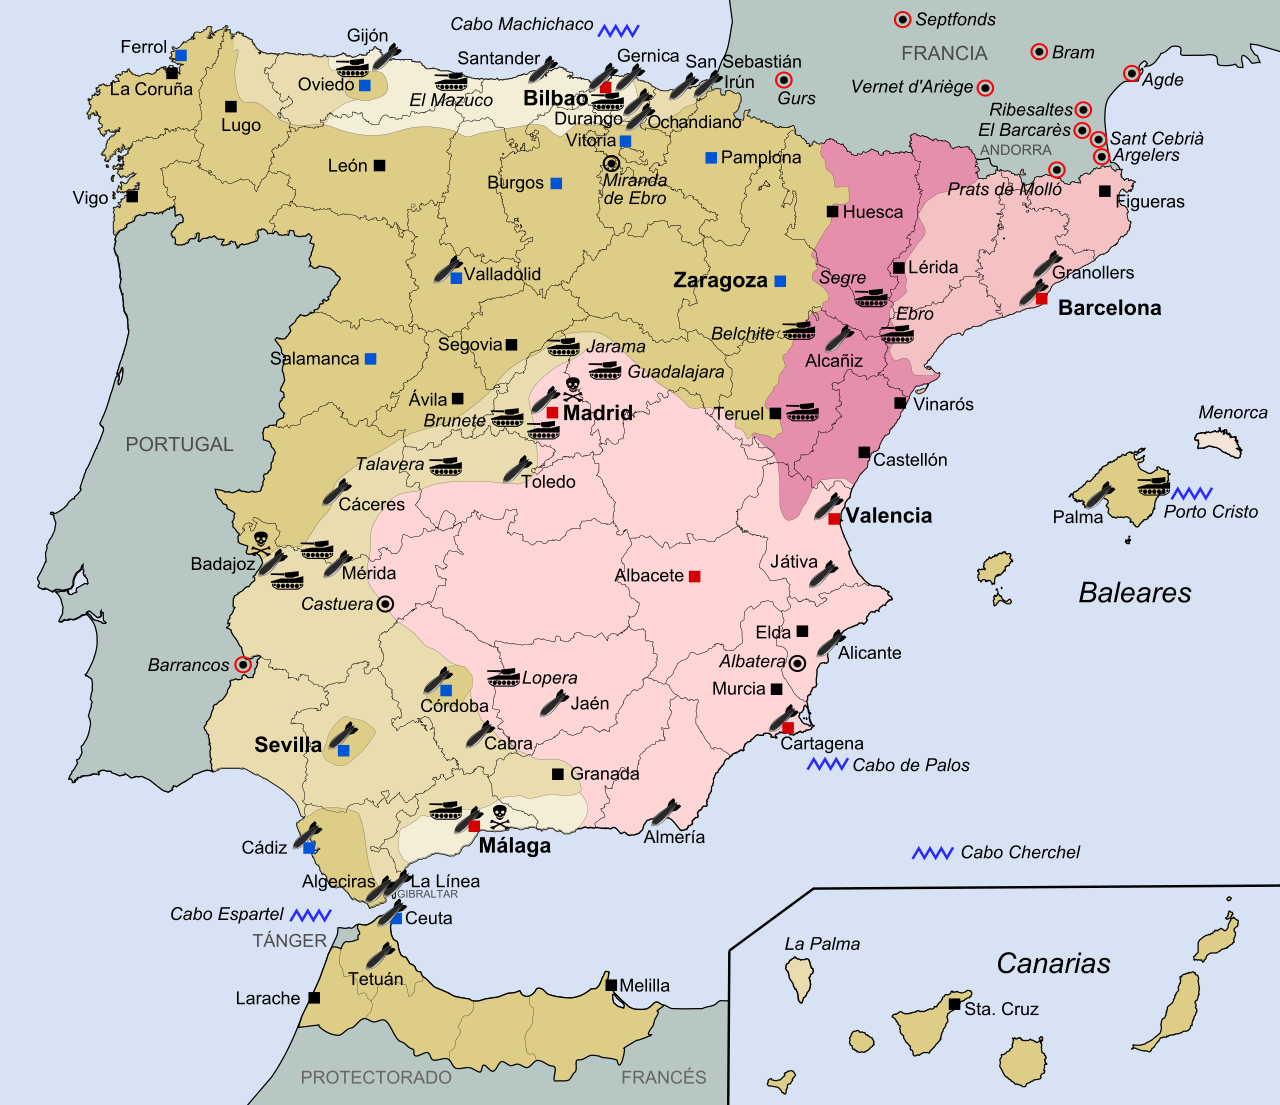 Cabo Machichaco
Septfonds
Gijón
FRANCIA
Bram
Ferrol
Santander
Gernica
San Sebastián
Irún
Agde
La Coruña
Oviedo
El Mazuco
Bilbao
Gurs
Vernet d'Ariège
Lugo
Durango
Ochandiano
Ribesaltes
El Barcarès
Sant Cebrià
Vitoria
ANDORRA
Argelers
León
Pamplona
Burgos
Miranda
de Ebro
Prats de Molló
Vigo
Figueras
Huesca
Valladolid
Zaragoza
Segre
Lérida
Granollers
Ebro
Barcelona
Belchite
Segovia
Jarama
Alcañiz
Salamanca
Guadalajara
Ávila
Brunete
Madrid
Teruel
Vinarós
Menorca
PORTUGAL
Talavera
Castellón
Toledo
Cáceres
Valencia
Palma
Porto Cristo
Badajoz
Mérida
Játiva
Albacete
Baleares
Castuera
Elda
Barrancos
Albatera
Alicante
Lopera
Murcia
Córdoba
Jaén
Sevilla
Cabra
Cartagena
Granada
Cabo de Palos
Málaga
Almería
Cádiz
Cabo Cherchel
Algeciras
La Línea
GIBRALTAR
Cabo Espartel
Ceuta
TÁNGER
La Palma
Canarias
Tetuán
Larache
Melilla
Sta. Cruz
PROTECTORADO
FRANCÉS